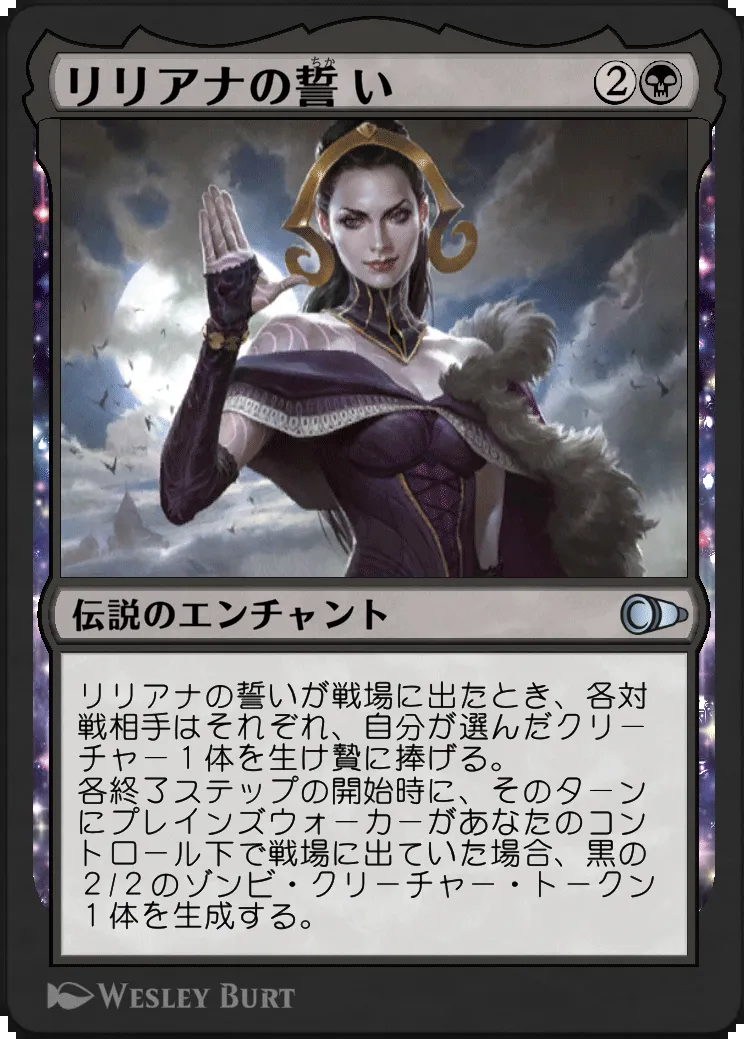 リリアナの誓い
ちか
2
伝説のエンチャント
リリアナの誓いが戦場に出たとき、各対
戦相手はそれぞれ、自分が選んだクリー
チャー１体を生け贄に捧げる。
各終了ステップの開始時に、そのターン
にプレインズウォーカーがあなたのコン
トロール下で戦場に出ていた場合、黒の
２/２のゾンビ・クリーチャー・トークン
１体を生成する。
WESLEY BURT